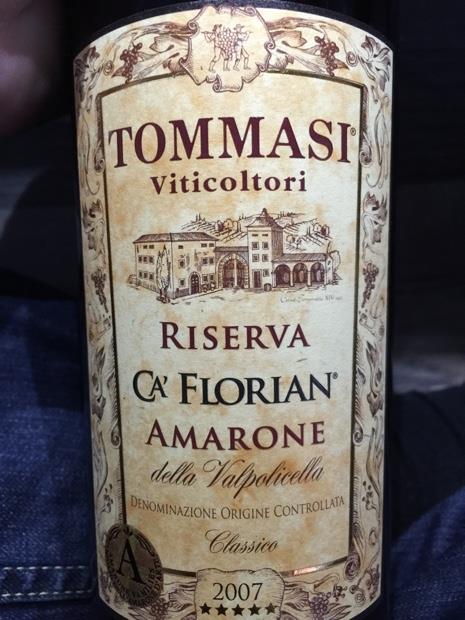 TOMMASI®
Viticoltori
RISERVA
CA' FLORIAN®
AMARONE
della Valpolicella
DENOMINAZIONE ORIGINE CONTROLLATA
Classico
A
2007